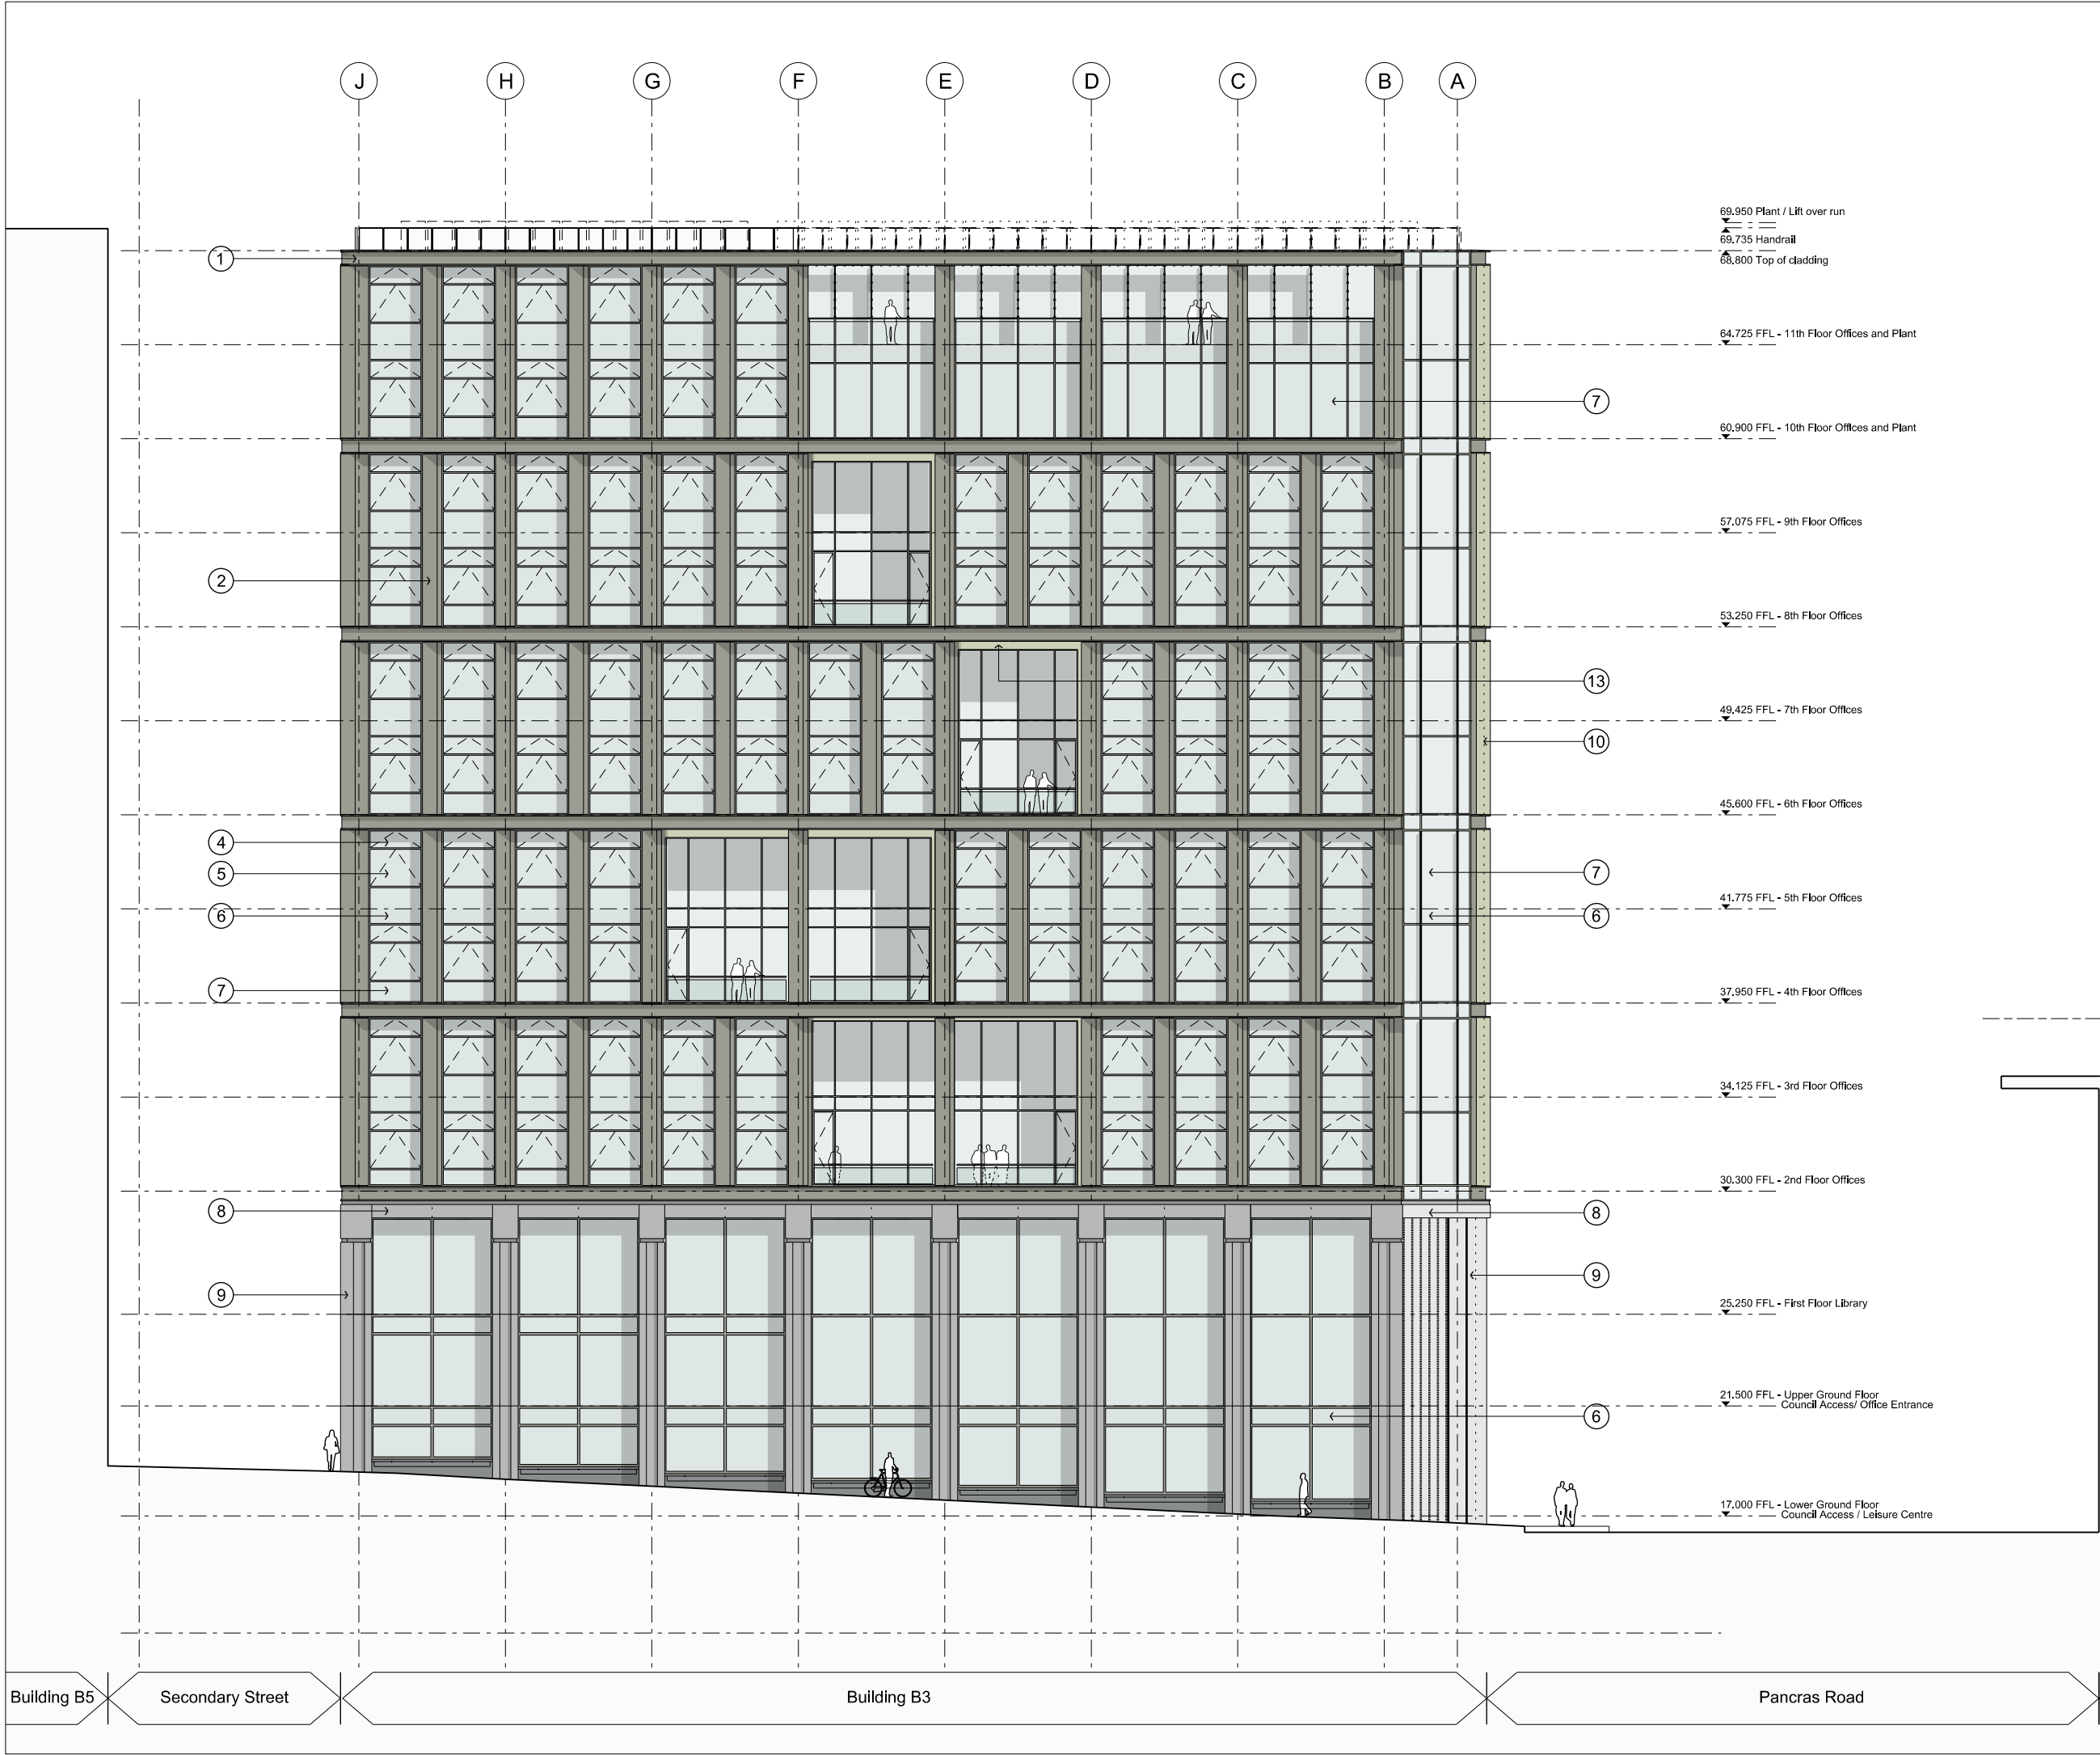 J H G F E D C B A
69.950 Plant / Lift over run
69.735 Handrail
68.800 Top of cladding
1
64.725 FFL - 11th Floor Offices and Plant
7
60.900 FFL - 10th Floor Offices and Plant
57.075 FFL - 9th Floor Offices
2
53.250 FFL - 8th Floor Offices
13
49.425 FFL - 7th Floor Offices
10
45.600 FFL - 6th Floor Offices
4
5
7
41.775 FFL - 5th Floor Offices
6
6
7
37.950 FFL - 4th Floor Offices
34.125 FFL - 3rd Floor Offices
30.300 FFL - 2nd Floor Offices
8
8
9
9
25.250 FFL - First Floor Library
21.500 FFL - Upper Ground Floor
Council Access/ Office Entrance
6
17.000 FFL - Lower Ground Floor
Council Access / Leisure Centre
Building B5
Secondary Street
Building B3
Pancras Road